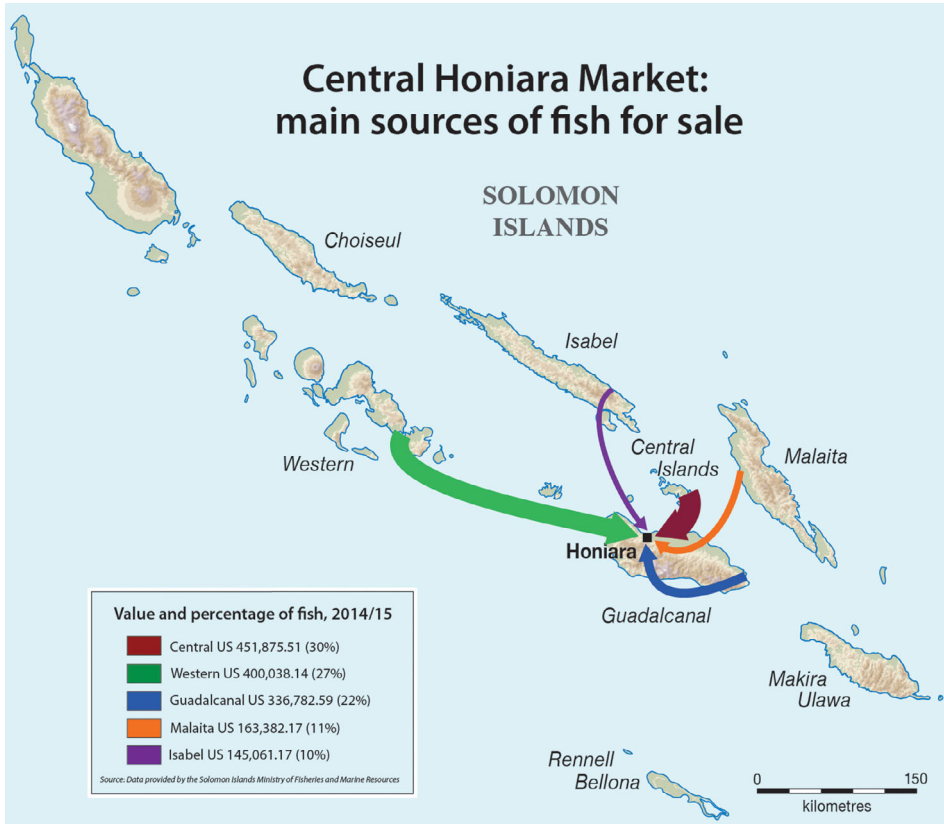 Central Honiara Market:
main sources of fish for sale
SOLOMON
ISLANDS
Choiseul
Isabel
Western
Central
Islands
Malaita
Honiara
Guadalcanal
Makira
Ulawa
Rennell
Bellona
Value and percentage of fish, 2014/15
Central US 451,875.51 (30%)
Western US 400,038.14 (27%)
Guadalcanal US 336,782.59 (22%)
Malaita US 163,382.17 (11%)
Isabel US 145,061.17 (10%)
Source: Data provided by the Solomon Islands Ministry of Fisheries and Marine Resources
0 150
kilometres